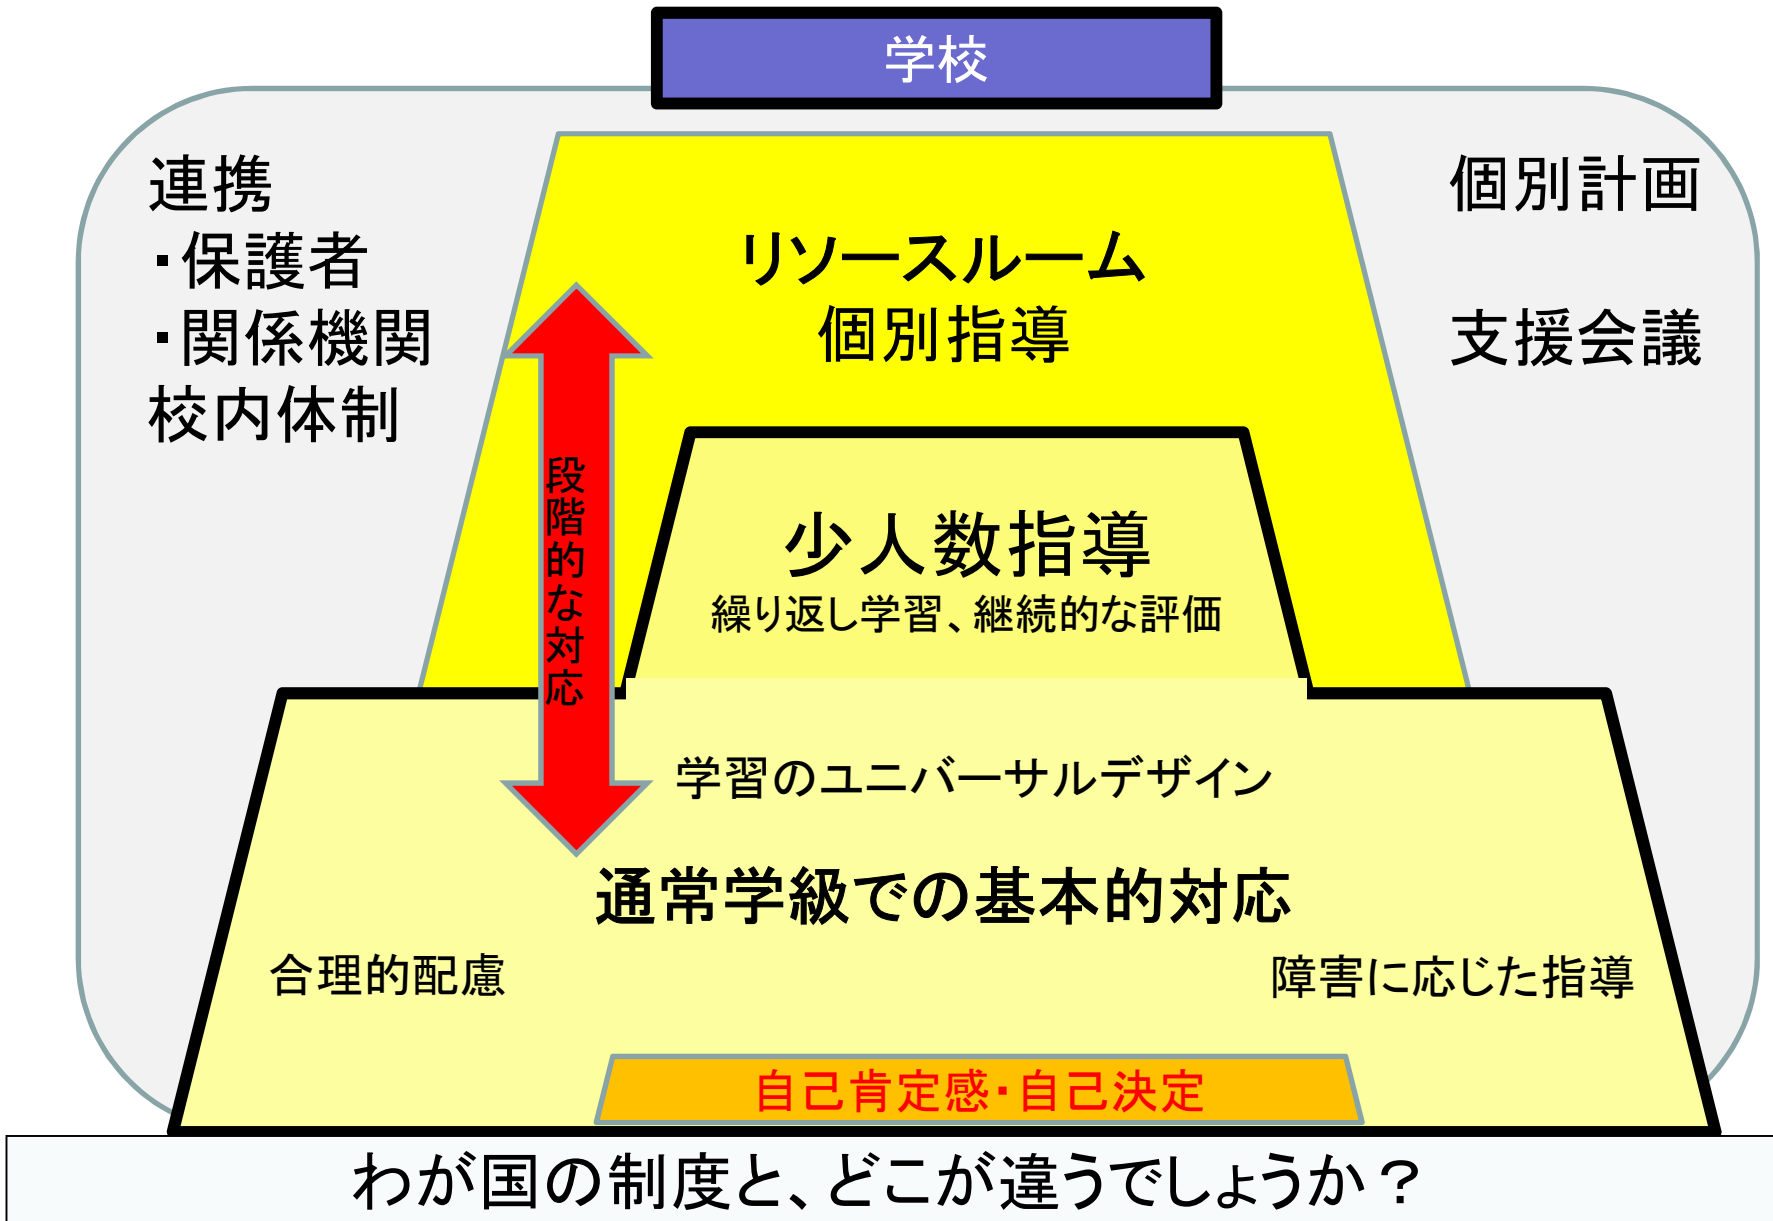 学校
連携
・保護者
・関係機関
校内体制
個別計画
支援会議
リソースルーム
個別指導
段階的な対応
少人数指導
繰り返し学習、継続的な評価
学習のユニバーサルデザイン
通常学級での基本的対応
合理的配慮
障害に応じた指導
自己肯定感・自己決定
わが国の制度と、どこが違うでしょうか？